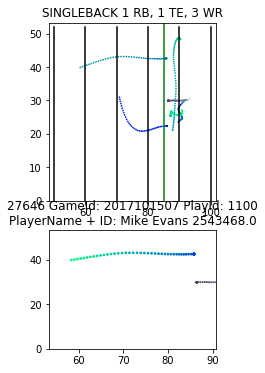 SINGLEBACK 1 RB, 1 TE, 3 WR
50
40
30
20
10
0
60 80 100
27646 GameId: 2017101507 PlayId: 1100
PlayerName + ID: Mike Evans 2543468.0
40
20
0
60 70 80 90